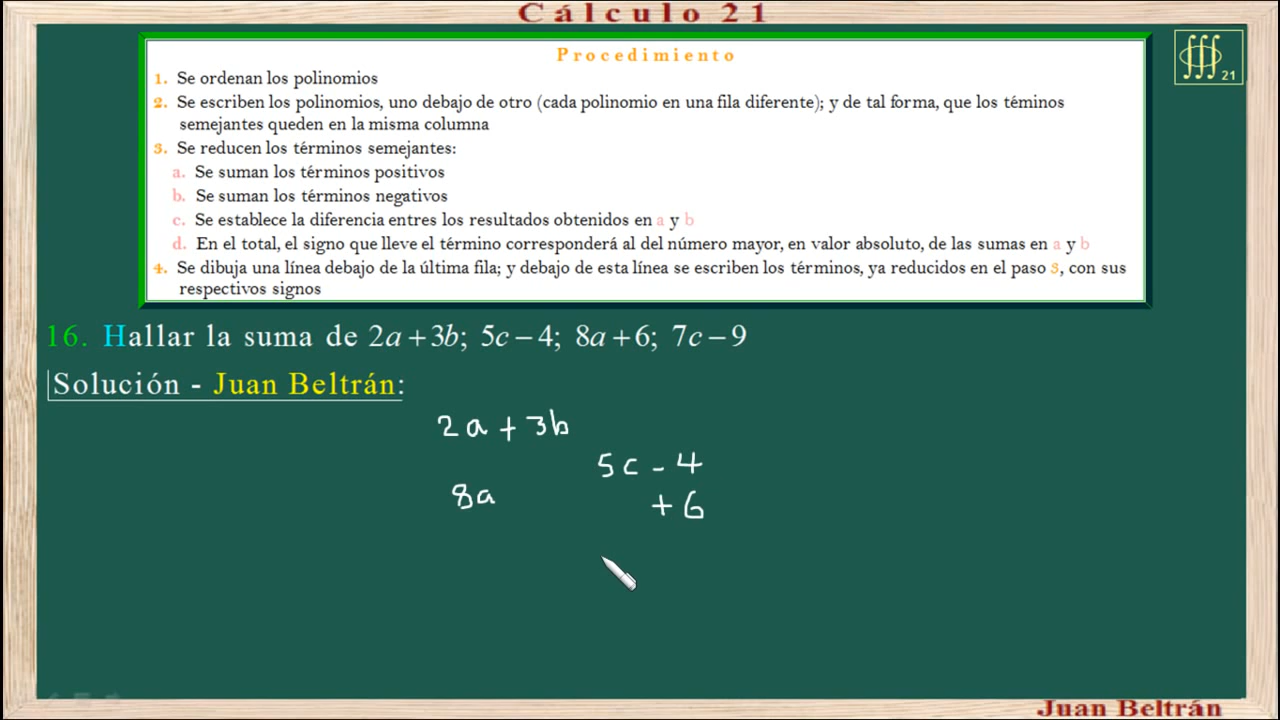 Cálculo 21
Procedimiento
1. Se ordenan los polinomios
2. Se escriben los polinomios, uno debajo de otro (cada polinomio en una fila diferente); y de tal forma, que los téminos
semejantes queden en la misma columna
3. Se reducen los términos semejantes:
a. Se suman los términos positivos
b. Se suman los términos negativos
c. Se establece la diferencia entres los resultados obtenidos en a y b
d. En el total, el signo que lleve el término corresponderá al del número mayor, en valor absoluto, de las sumas en a y b
4. Se dibuja una línea debajo de la última fila; y debajo de esta línea se escriben los términos, ya reducidos en el paso 3, con sus
respectivos signos
∫∫∫ 21
16. Hallar la suma de 2a + 3b; 5c − 4; 8a + 6; 7c − 9
Solución - Juan Beltrán:
2a + 3b
5c - 4
8a + 6
Juan Beltrán